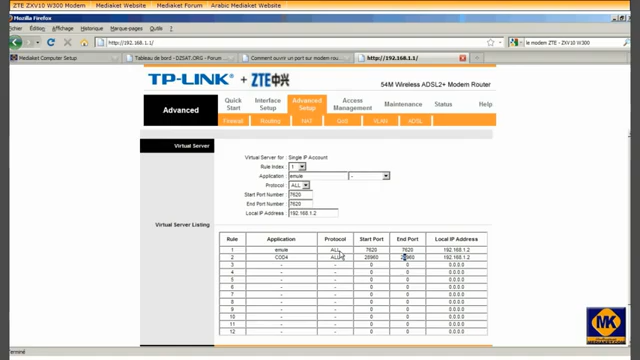 ZTE ZXV10 W300 Modem Mediaket Website Mediaket Forum Arabic Mediaket Website
Mozilla Firefox
Fichier Édition Affichage Historique Marque-pages Outils ?
http://192.168.1.1/
le modem ZTE - ZXV10 W300
Mediaket Computer Setup Tableau de bord - DZSAT.ORG - Forum ... Comment ouvrir un port sur modem rout... http://192.168.1.1/
TP-LINK + ZTE中兴
54M Wireless ADSL2+ Modem Router
Advanced
Quick Start Interface Setup Advanced Setup Access Management Maintenance Status Help
Firewall Routing NAT QoS VLAN ADSL
Virtual Server
Virtual Server for : Single IP Account
Rule Index : 1
Application : emule -
Protocol : ALL
Start Port Number : 7620
End Port Number : 7620
Local IP Address : 192.168.1.2
Virtual Server Listing
Rule Application Protocol Start Port End Port Local IP Address
1 emule ALL 7620 7620 192.168.1.2
2 COD4 ALL 28960 28960 192.168.1.2
3 - - 0 0 0.0.0.0
4 - - 0 0 0.0.0.0
5 - - 0 0 0.0.0.0
6 - - 0 0 0.0.0.0
7 - - 0 0 0.0.0.0
8 - - 0 0 0.0.0.0
9 - - 0 0 0.0.0.0
10 - - 0 0 0.0.0.0
11 - - 0 0 0.0.0.0
12 - - 0 0 0.0.0.0
MK
Terminé